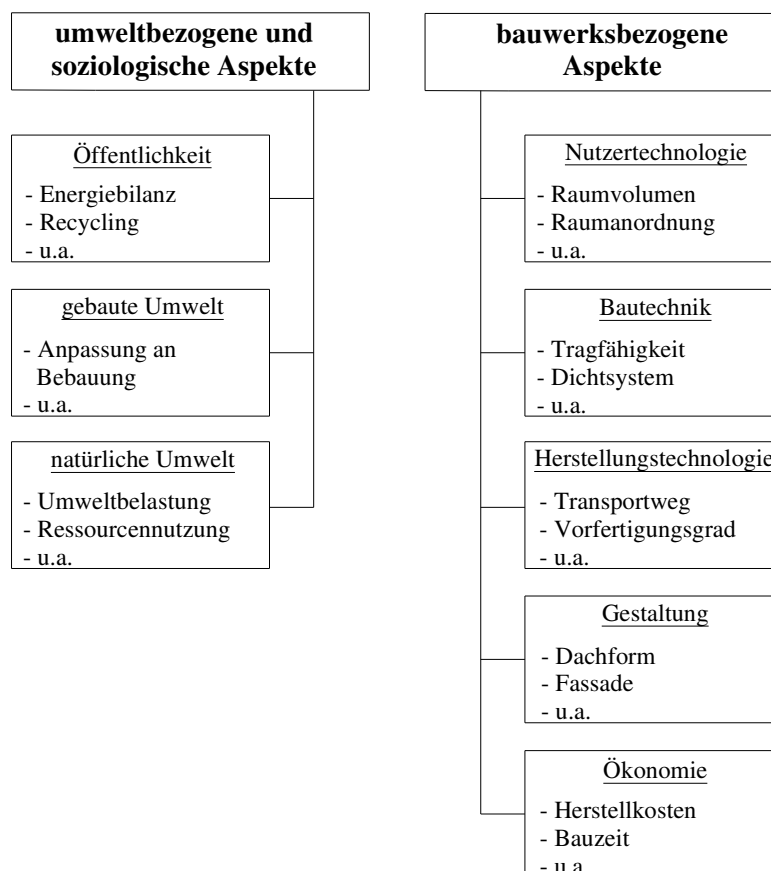 umweltbezogene und
soziologische Aspekte
Öffentlichkeit
- Energiebilanz
- Recycling
- u.a.
gebaute Umwelt
- Anpassung an
Bebauung
- u.a.
natürliche Umwelt
- Umweltbelastung
- Ressourcennutzung
- u.a.
bauwerksbezogene
Aspekte
Nutzertechnologie
- Raumvolumen
- Raumanordnung
- u.a.
Bautechnik
- Tragfähigkeit
- Dichtsystem
- u.a.
Herstellungstechnologie
- Transportweg
- Vorfertigungsgrad
- u.a.
Gestaltung
- Dachform
- Fassade
- u.a.
Ökonomie
- Herstellkosten
- Bauzeit
- u.a